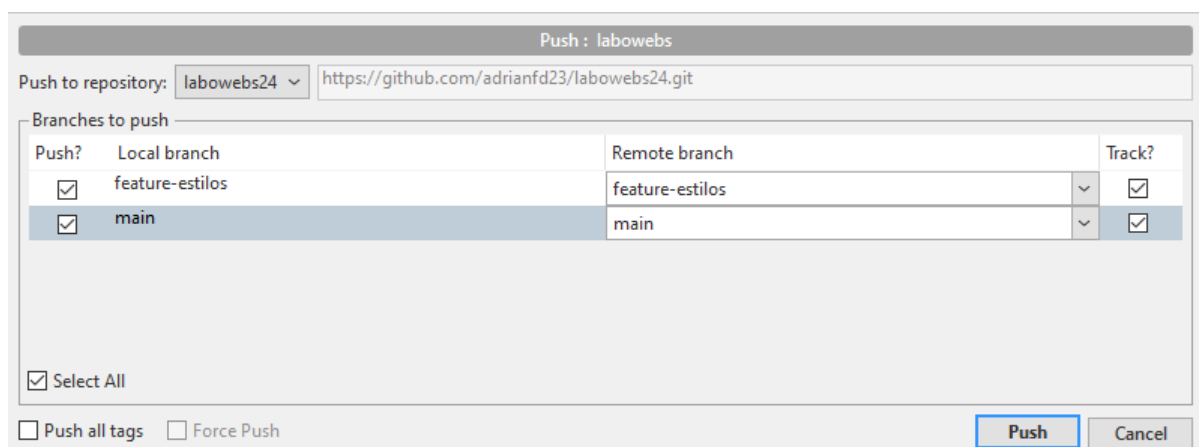 Push : labowebs
Push to repository: labowebs24 https://github.com/adrianfd23/labowebs24.git
Branches to push
Push? Local branch Remote branch Track?
feature-estilos feature-estilos
main main
Select All
Push all tags Force Push Push Cancel